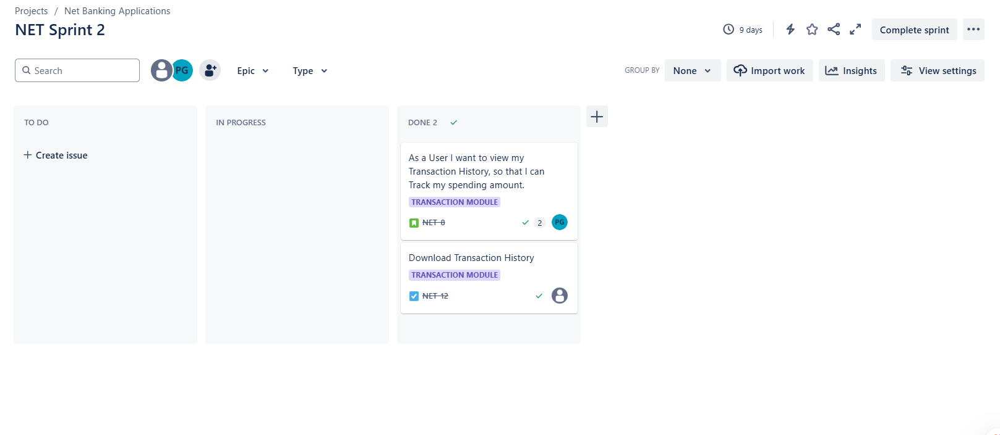 Projects / Net Banking Applications
NET Sprint 2
9 days
Complete sprint
Search
PG
Epic
Type
GROUP BY
None
Import work
Insights
View settings
TO DO
IN PROGRESS
DONE 2
Create issue
As a User I want to view my
Transaction History, so that I can
Track my spending amount.
TRANSACTION MODULE
NET-8
2
PG
Download Transaction History
TRANSACTION MODULE
NET-12